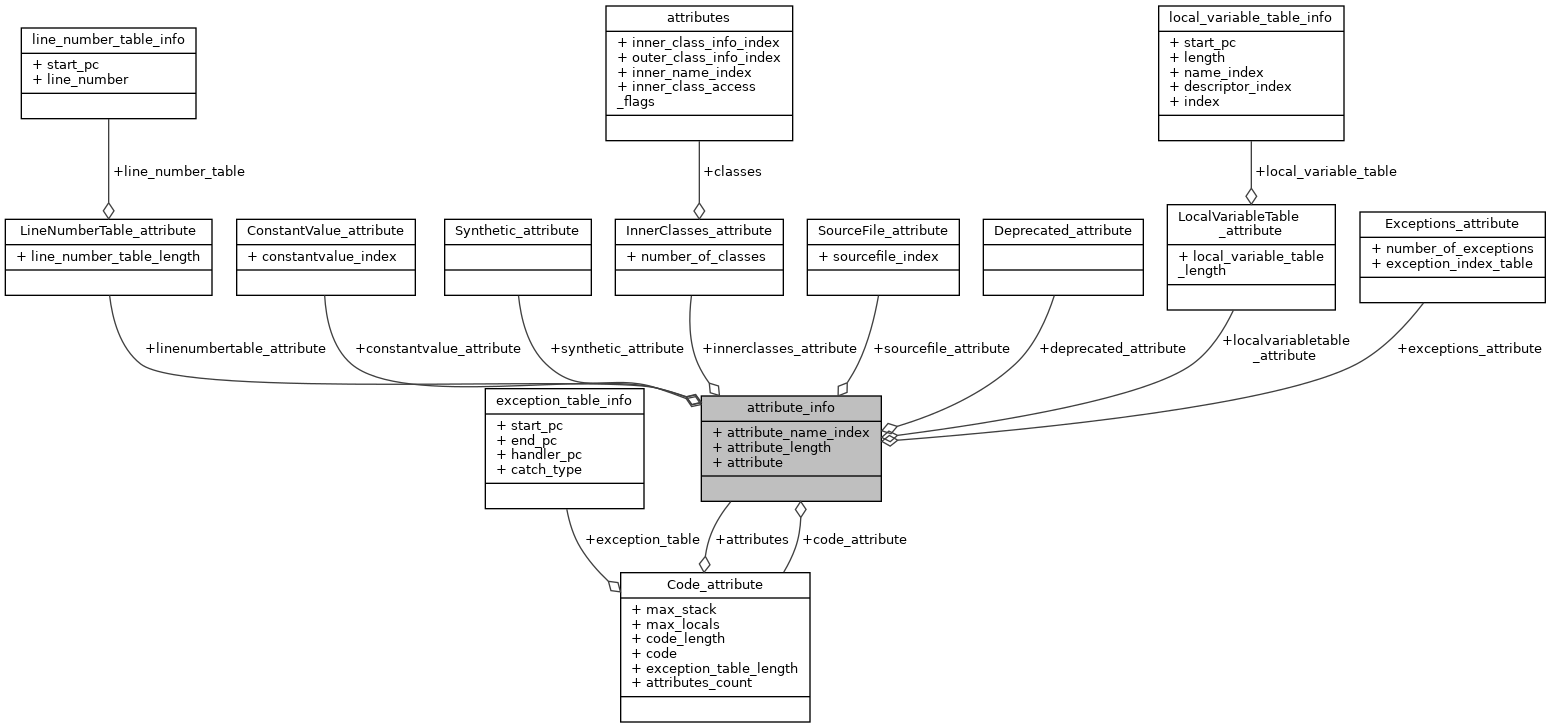 line_number_table_info
+ start_pc
+ line_number
attributes
+ inner_class_info_index
+ outer_class_info_index
+ inner_name_index
+ inner_class_access
_flags
local_variable_table_info
+ start_pc
+ length
+ name_index
+ descriptor_index
+ index
+line_number_table
+classes
+local_variable_table
LineNumberTable_attribute
+ line_number_table_length
ConstantValue_attribute
+ constantvalue_index
Synthetic_attribute
InnerClasses_attribute
+ number_of_classes
SourceFile_attribute
+ sourcefile_index
Deprecated_attribute
LocalVariableTable
_attribute
+ local_variable_table
_length
Exceptions_attribute
+ number_of_exceptions
+ exception_index_table
+linenumbertable_attribute
+constantvalue_attribute
+synthetic_attribute
+innerclasses_attribute
+sourcefile_attribute
+deprecated_attribute
+localvariabletable
_attribute
+exceptions_attribute
exception_table_info
+ start_pc
+ end_pc
+ handler_pc
+ catch_type
attribute_info
+ attribute_name_index
+ attribute_length
+ attribute
+exception_table
+attributes
+code_attribute
Code_attribute
+ max_stack
+ max_locals
+ code_length
+ code
+ exception_table_length
+ attributes_count